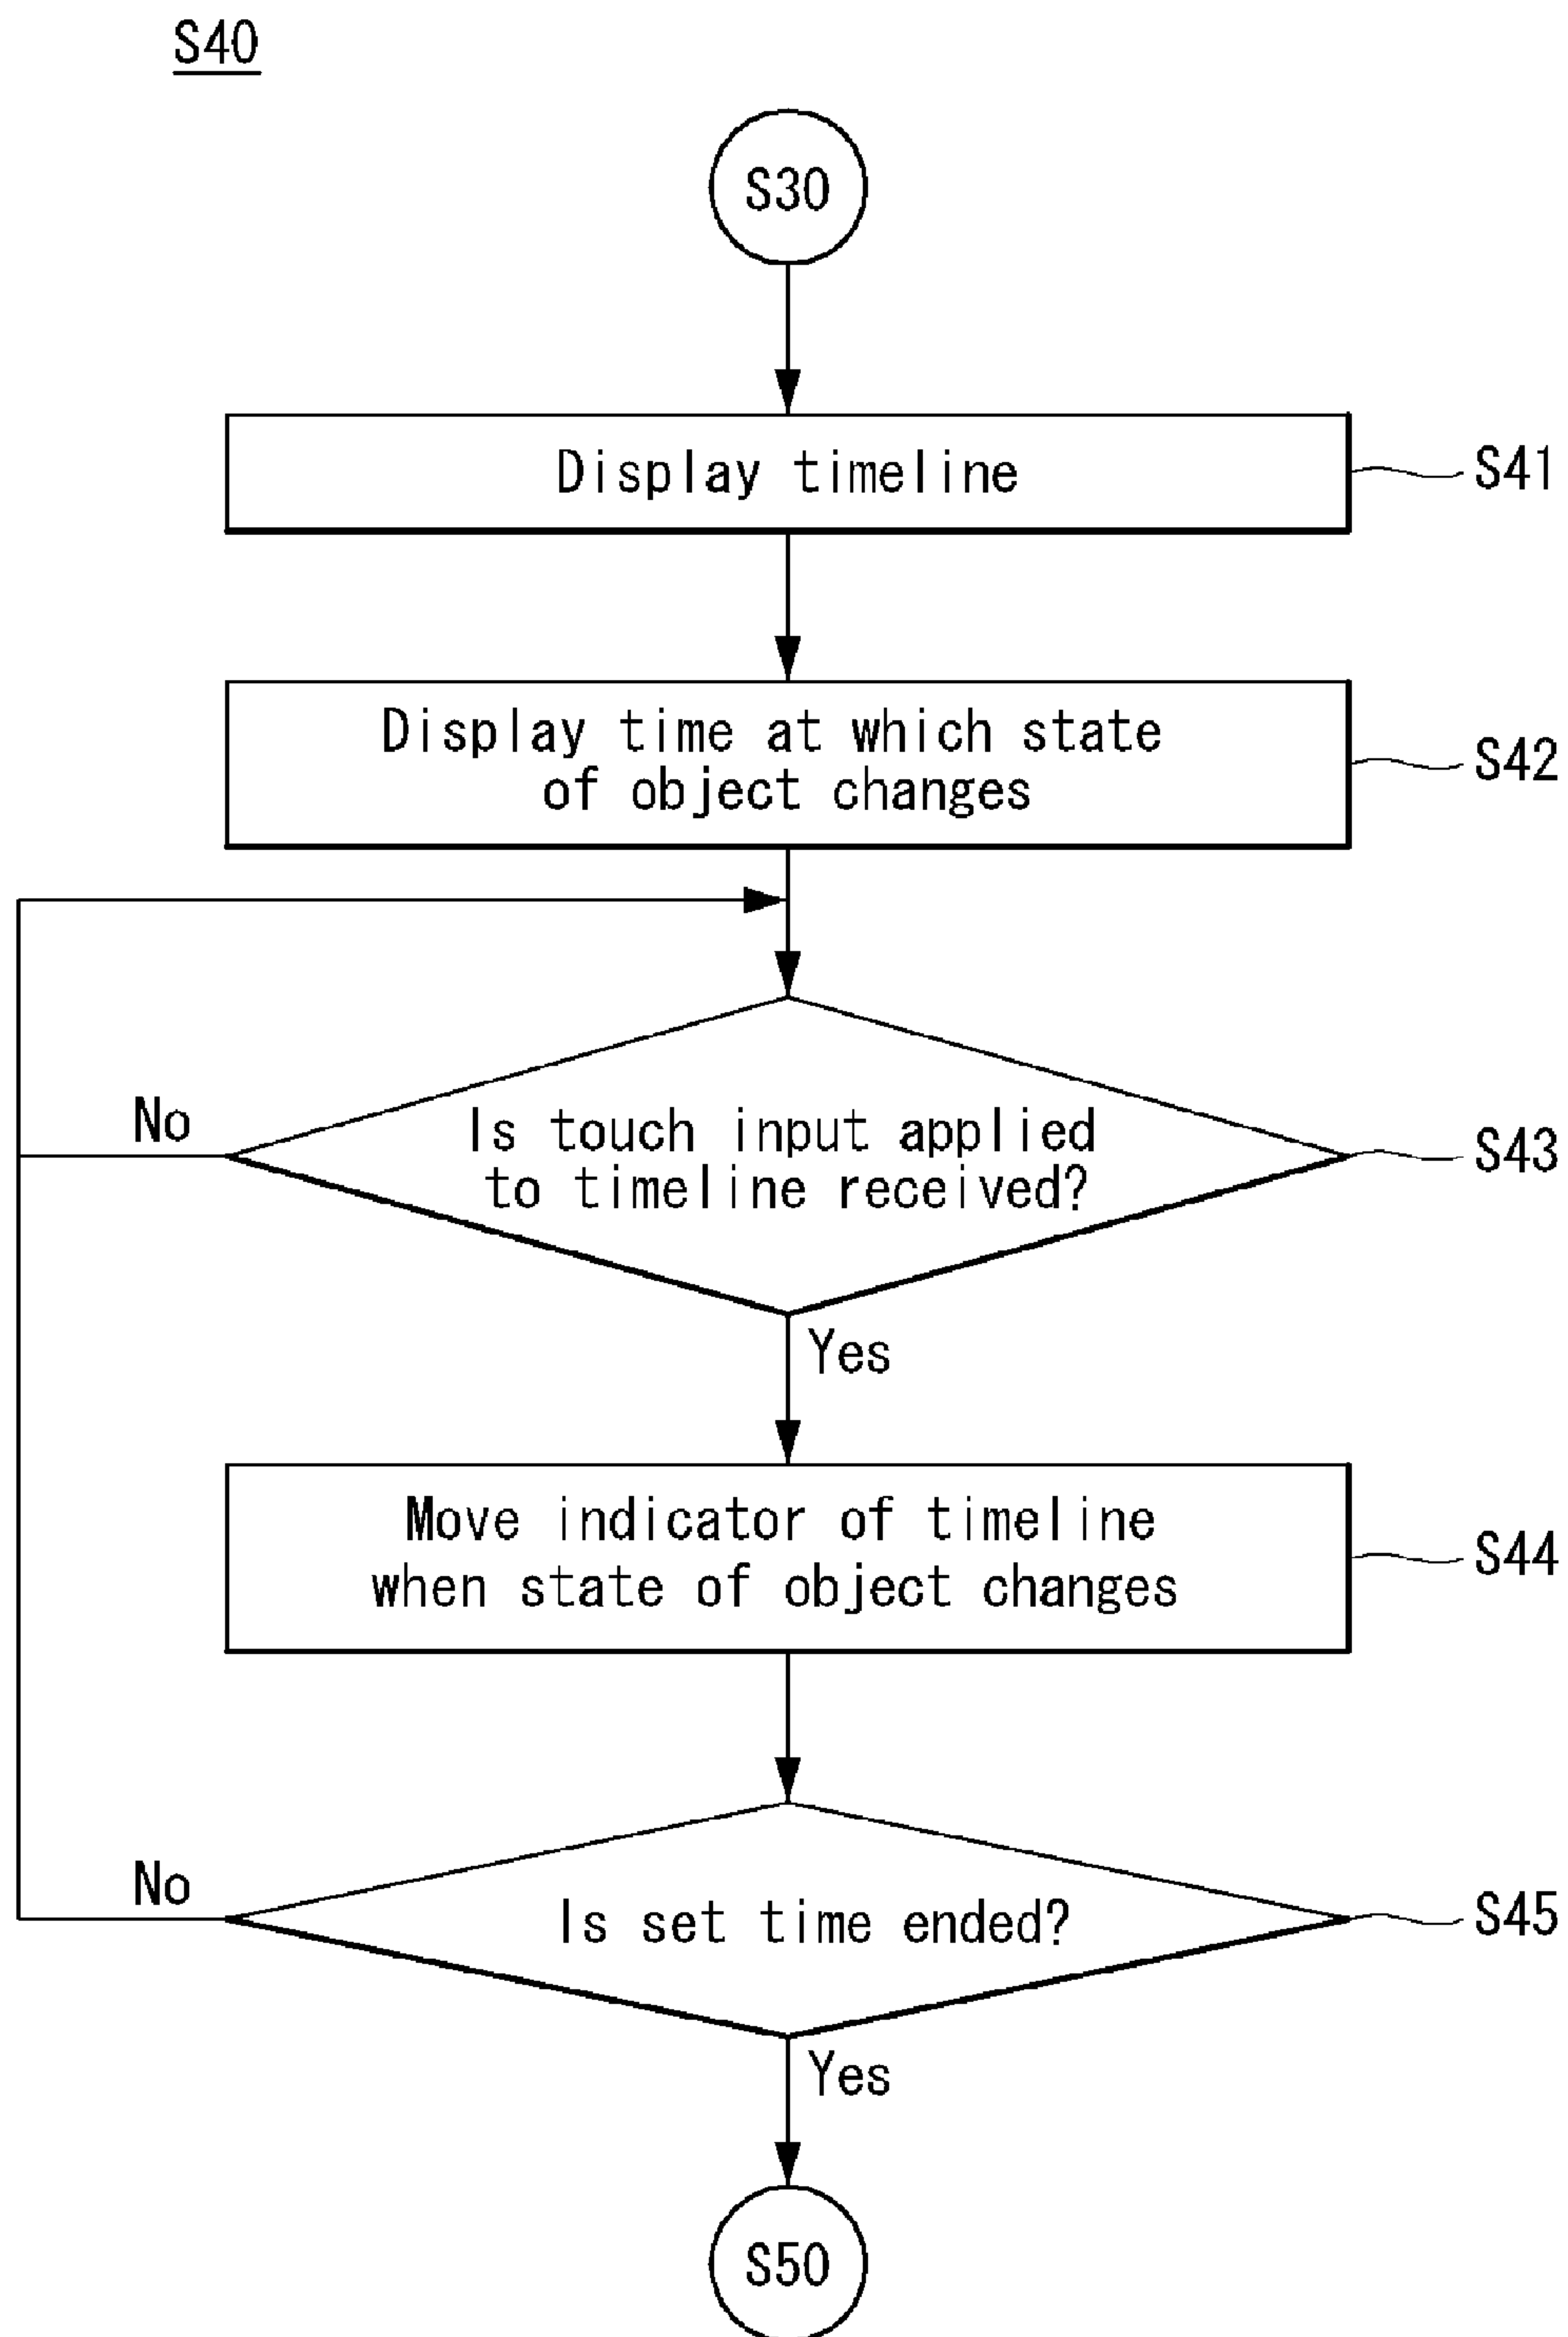 S40
S30
Display timeline
S41
Display time at which state
of object changes
S42
No
Is touch input applied
to timeline received?
S43
Yes
Move indicator of timeline
when state of object changes
S44
No
Is set time ended?
S45
Yes
S50